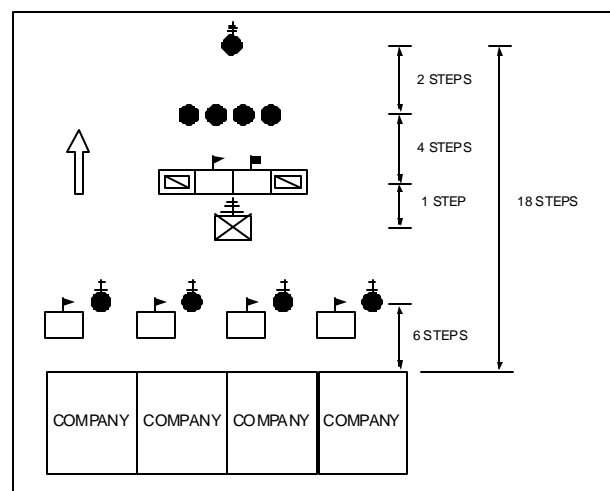 2 STEPS
4 STEPS
1 STEP
18 STEPS
6 STEPS
COMPANY COMPANY COMPANY COMPANY